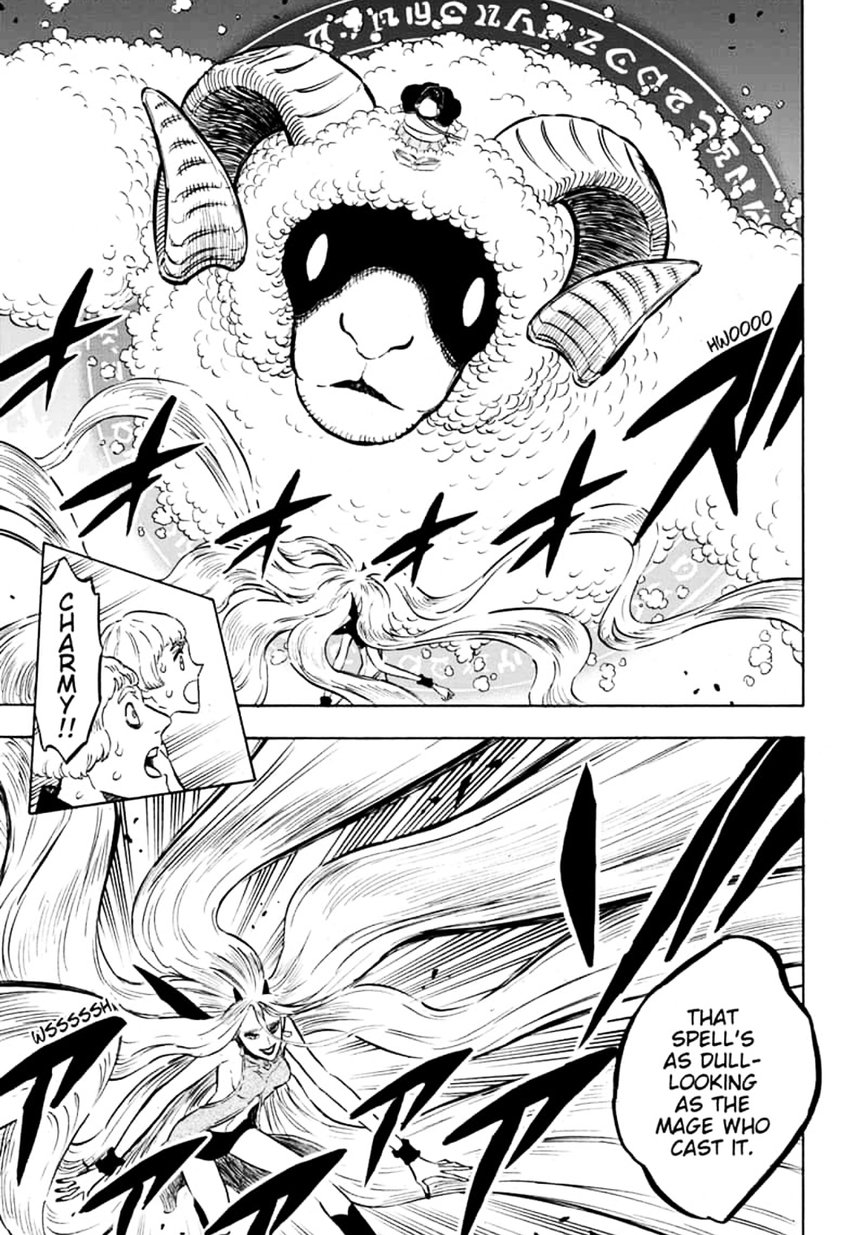 HWOOOO
CHARMY!!
WSSSSSH
THAT
SPELL'S
AS DULL-
LOOKING
AS THE
MAGE WHO
CAST IT.